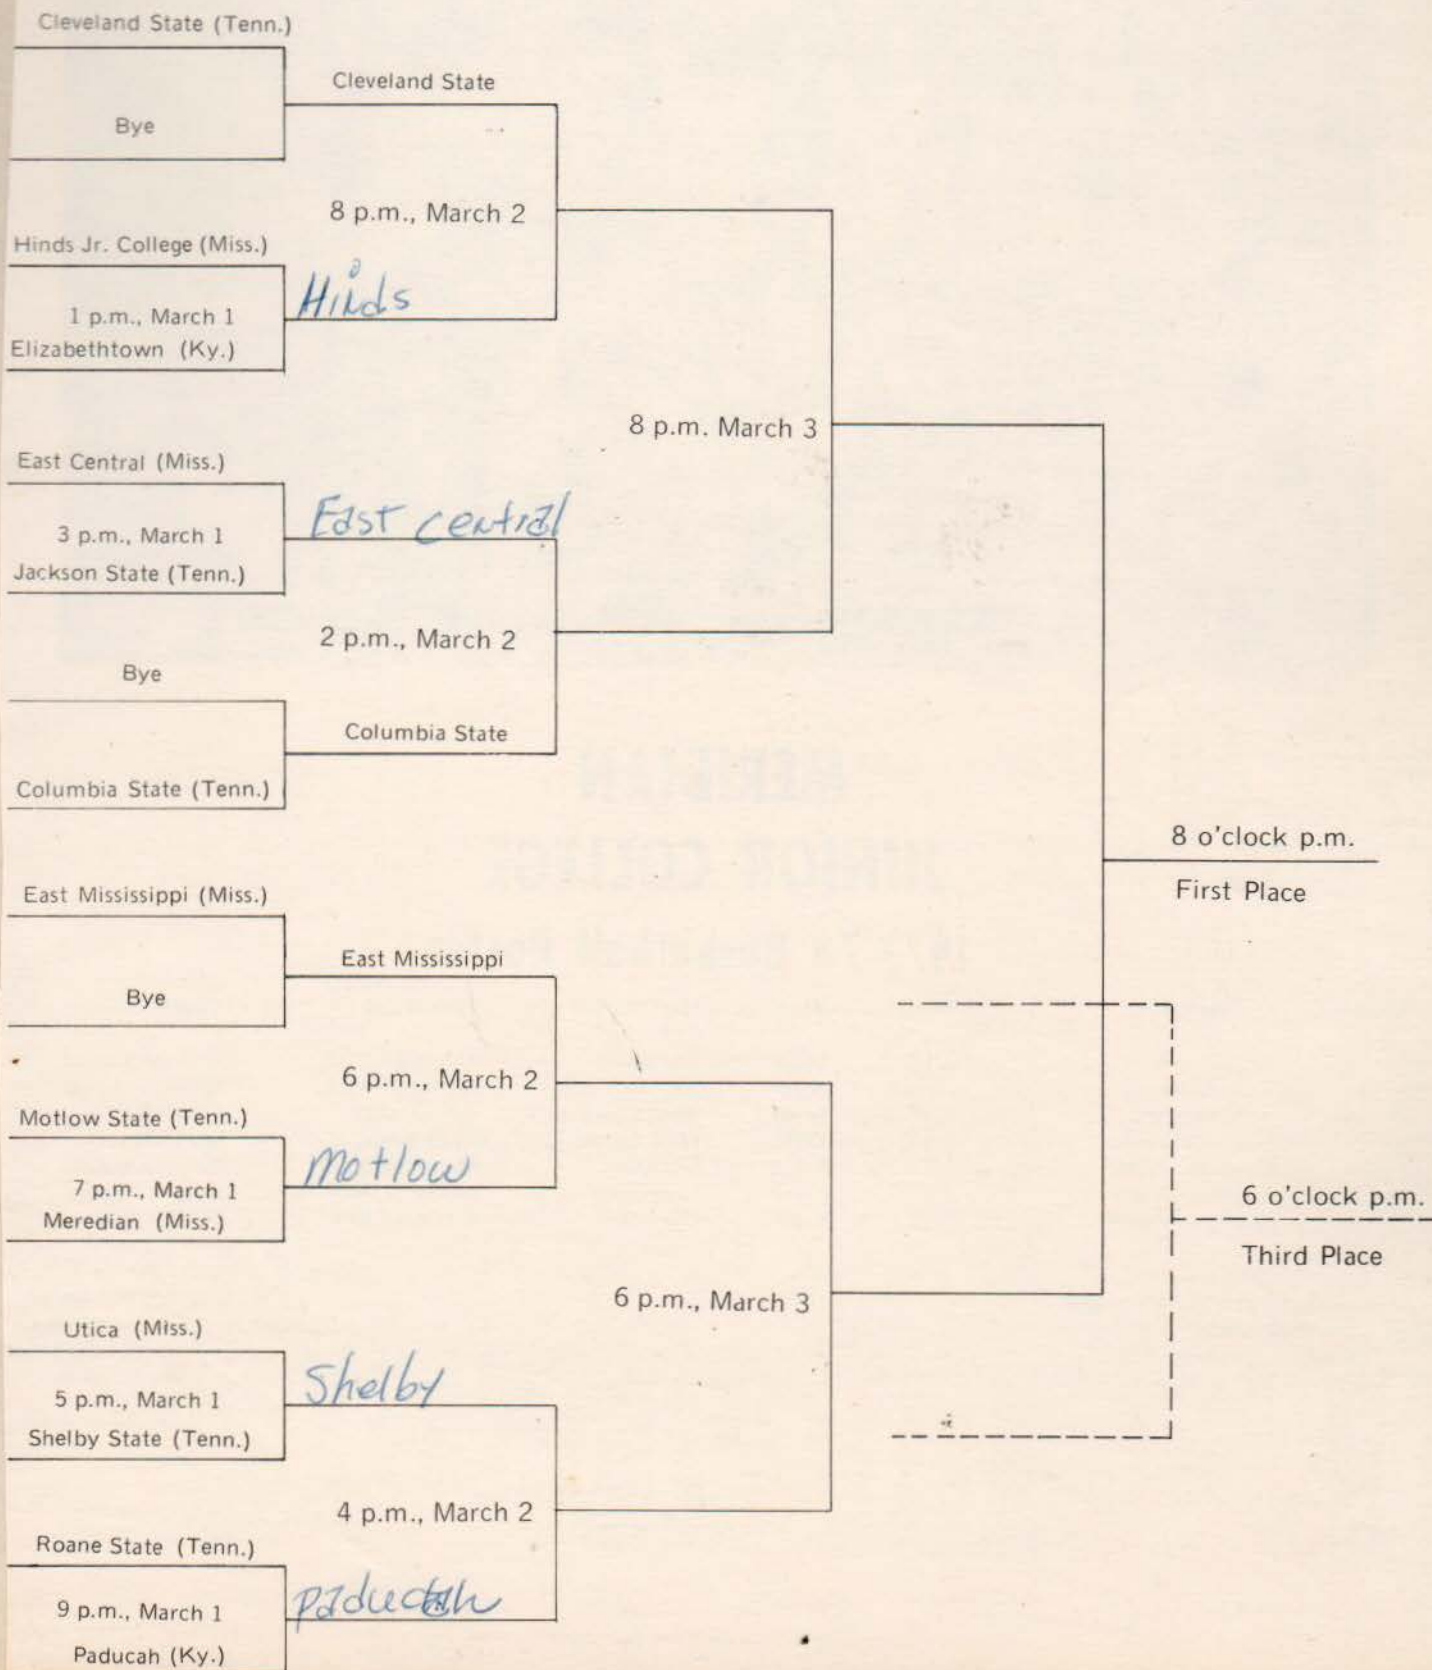 Cleveland State (Tenn.)
Cleveland State
Bye
8 p.m., March 2
Hinds Jr. College (Miss.)
Hinds
1 p.m., March 1
Elizabethtown (Ky.)
8 p.m. March 3
East Central (Miss.)
East Central
3 p.m., March 1
Jackson State (Tenn.)
2 p.m., March 2
Bye
Columbia State
Columbia State (Tenn.)
8 o'clock p.m.
First Place
East Mississippi (Miss.)
East Mississippi
Bye
6 p.m., March 2
Motlow State (Tenn.)
Motlow
7 p.m., March 1
Meredian (Miss.)
6 o'clock p.m.
Third Place
6 p.m., March 3
Utica (Miss.)
Shelby
5 p.m., March 1
Shelby State (Tenn.)
4 p.m., March 2
Roane State (Tenn.)
paducah
9 p.m., March 1
Paducah (Ky.)